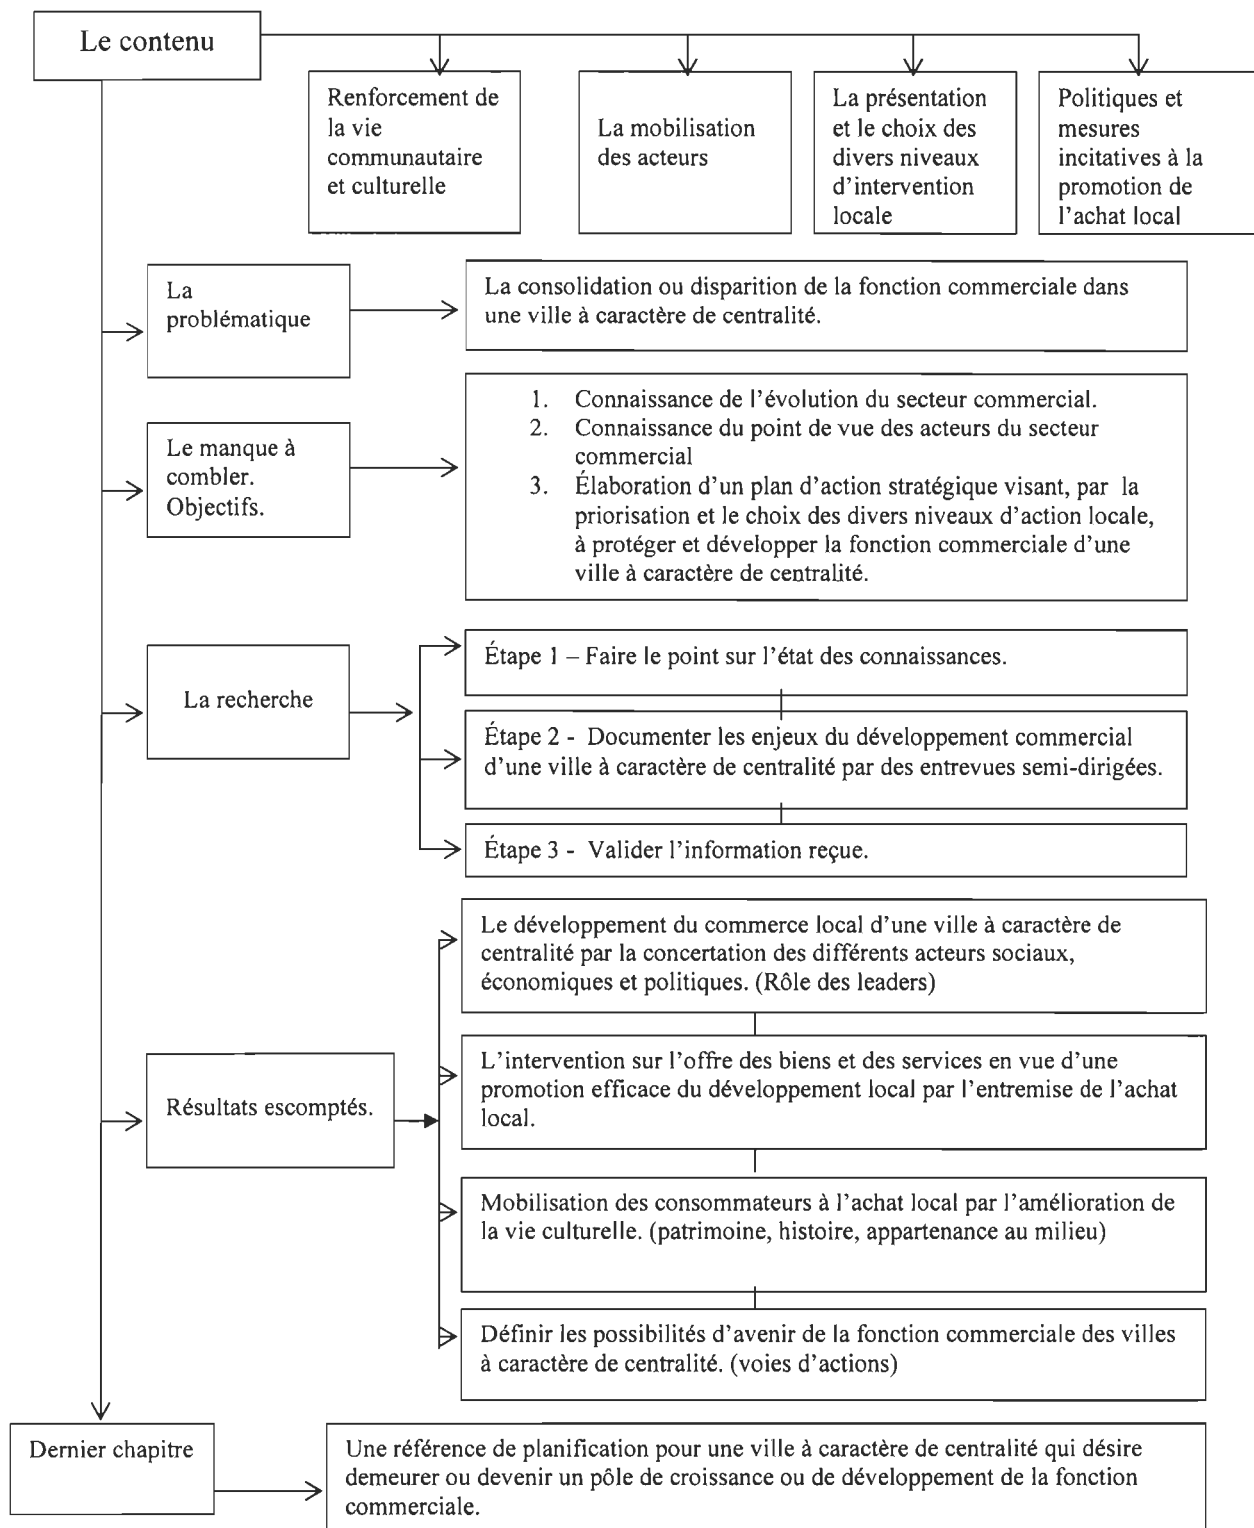 Le contenu
Renforcement de
la vie
communautaire
et culturelle
La mobilisation
des acteurs
La présentation
et le choix des
divers niveaux
d'intervention
locale
Politiques et
mesures
incitatives à la
promotion de
l'achat local
La
problématique
La consolidation ou disparition de la fonction commerciale dans
une ville à caractère de centralité.
Le manque à
combler.
Objectifs.
1. Connaissance de l'évolution du secteur commercial.
2. Connaissance du point de vue des acteurs du secteur
commercial
3. Élaboration d'un plan d'action stratégique visant, par la
priorisation et le choix des divers niveaux d'action locale,
à protéger et développer la fonction commerciale d'une
ville à caractère de centralité.
La recherche
Étape 1 – Faire le point sur l'état des connaissances.
Étape 2 - Documenter les enjeux du développement commercial
d'une ville à caractère de centralité par des entrevues semi-dirigées.
Étape 3 - Valider l'information reçue.
Résultats escomptés.
Le développement du commerce local d'une ville à caractère de
centralité par la concertation des différents acteurs sociaux,
économiques et politiques. (Rôle des leaders)
L'intervention sur l'offre des biens et des services en vue d'une
promotion efficace du développement local par l'entremise de l'achat
local.
Mobilisation des consommateurs à l'achat local par l'amélioration de
la vie culturelle. (patrimoine, histoire, appartenance au milieu)
Définir les possibilités d'avenir de la fonction commerciale des villes
à caractère de centralité. (voies d'actions)
Dernier chapitre
Une référence de planification pour une ville à caractère de centralité qui désire
demeurer ou devenir un pôle de croissance ou de développement de la fonction
commerciale.